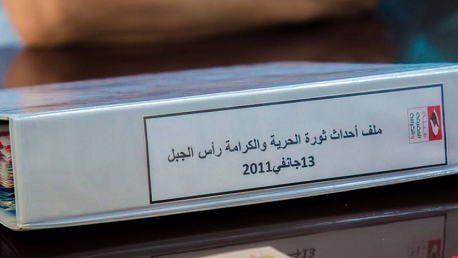 ملف أحداث ثورة الحرية والكرامة رأس الجبل
13جانفي2011